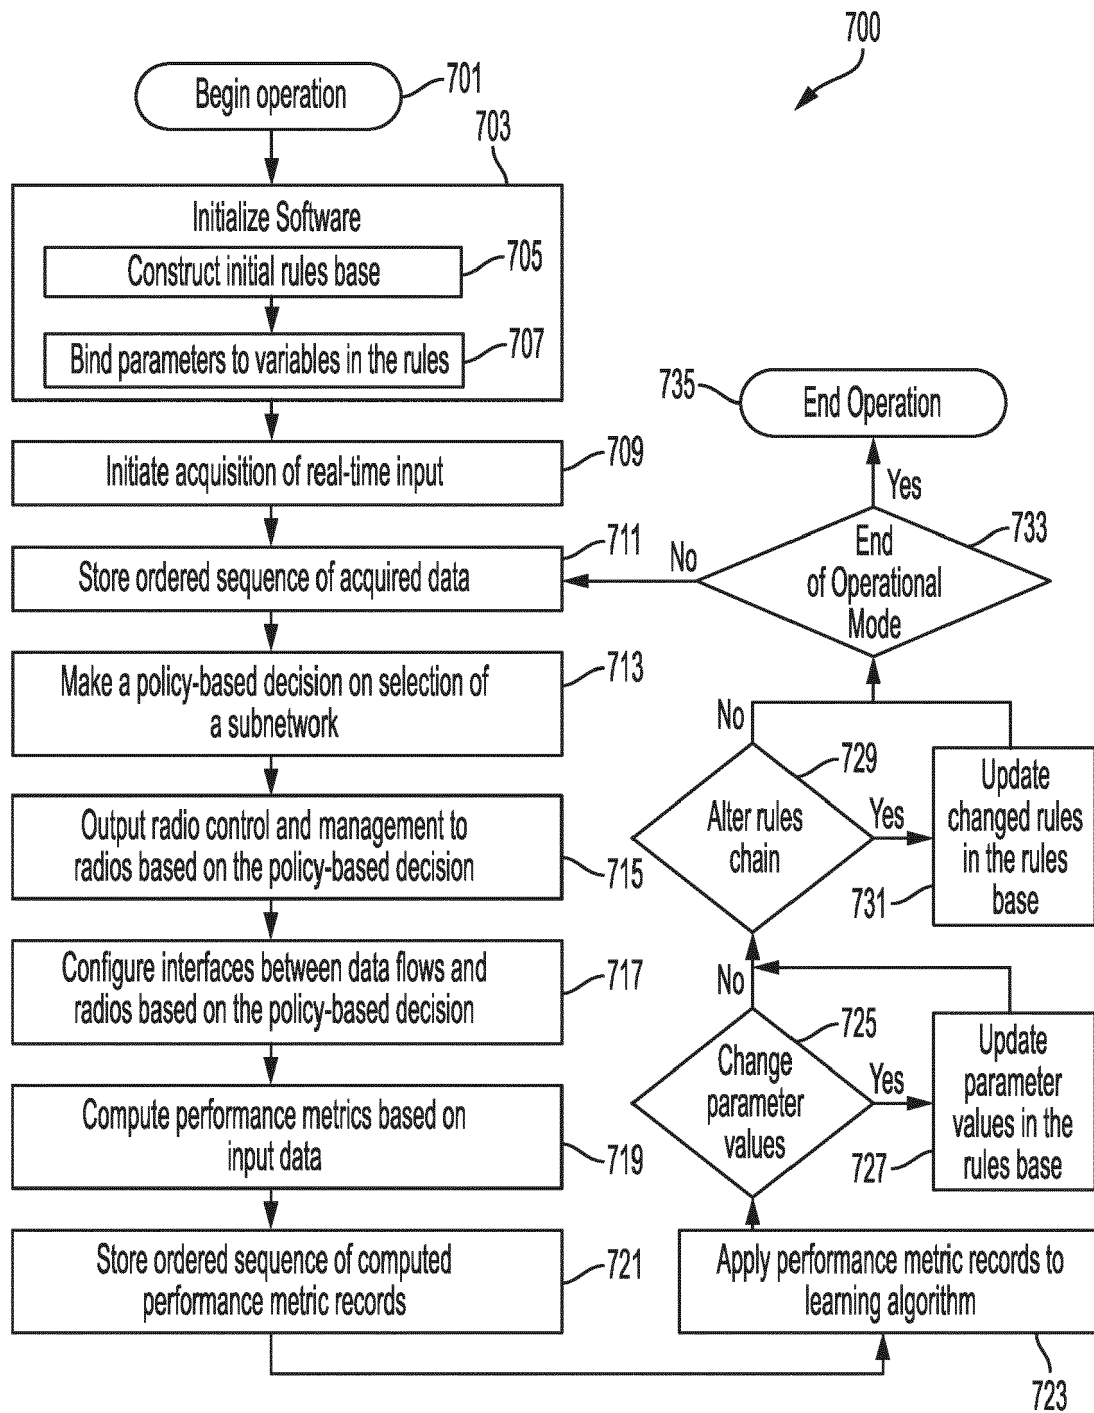 700
Begin operation
701
703
Initialize Software
Construct initial rules base
705
Bind parameters to variables in the rules
707
Initiate acquisition of real-time input
709
711
Store ordered sequence of acquired data
Make a policy-based decision on selection of
a subnetwork
713
Output radio control and management to
radios based on the policy-based decision
715
Configure interfaces between data flows and
radios based on the policy-based decision
717
Compute performance metrics based on
input data
719
Store ordered sequence of computed
performance metric records
721
Apply performance metric records to
learning algorithm
723
Change
parameter
values
725
Yes
No
Update
parameter
values in the
rules base
727
Alter rules
chain
729
Yes
No
Update
changed rules
in the rules
base
731
End
of Operational
Mode
733
No
Yes
End Operation
735